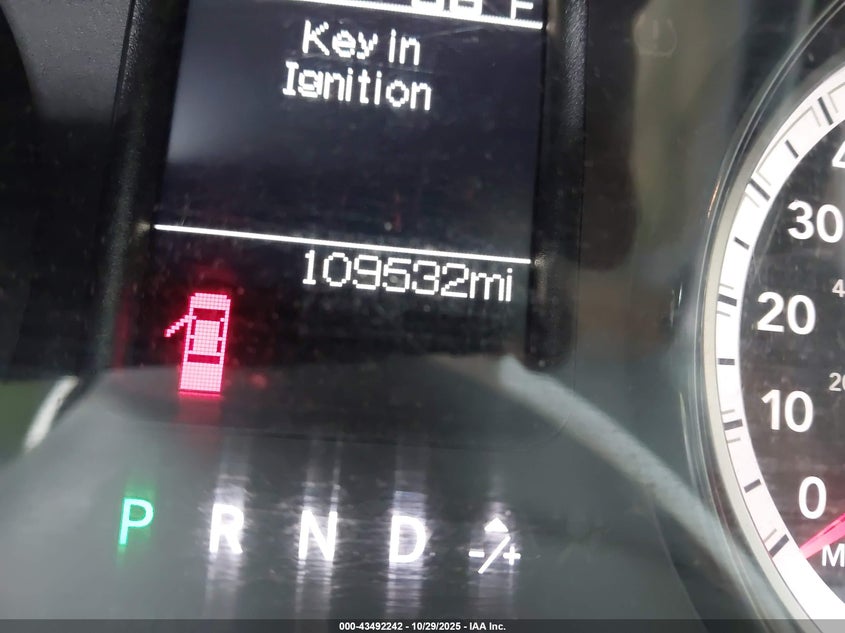 Key in
Ignition
109532mi
30
20
10
0
P R N D -/+
000-43492242 - 10/29/2025 - IAA Inc.